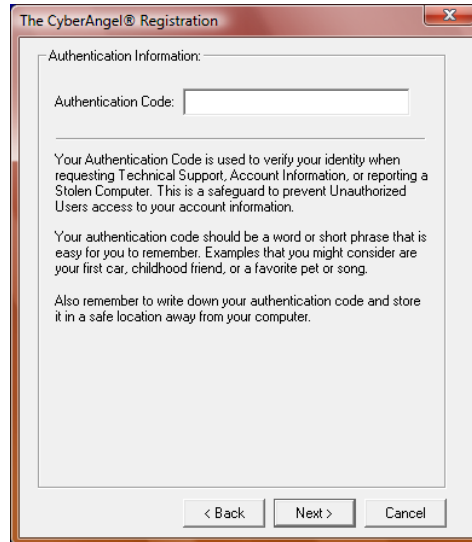 The CyberAngel® Registration
X
Authentication Information:
Authentication Code:
Your Authentication Code is used to verify your identity when
requesting Technical Support, Account Information, or reporting a
Stolen Computer. This is a safeguard to prevent Unauthorized
Users access to your account information.
Your authentication code should be a word or short phrase that is
easy for you to remember. Examples that you might consider are
your first car, childhood friend, or a favorite pet or song.
Also remember to write down your authentication code and store
it in a safe location away from your computer.
< Back
Next >
Cancel